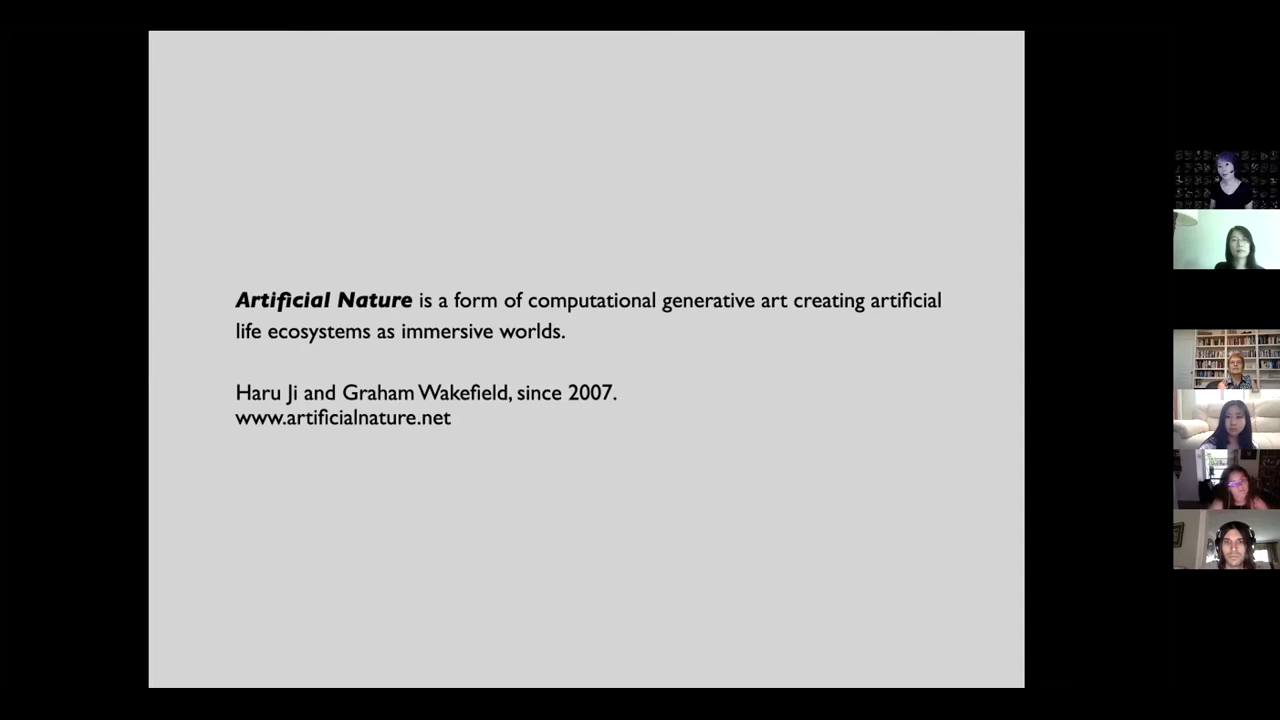 Artificial Nature is a form of computational generative art creating artificial
life ecosystems as immersive worlds.
Haru Ji and Graham Wakefield, since 2007.
www.artificialnature.net